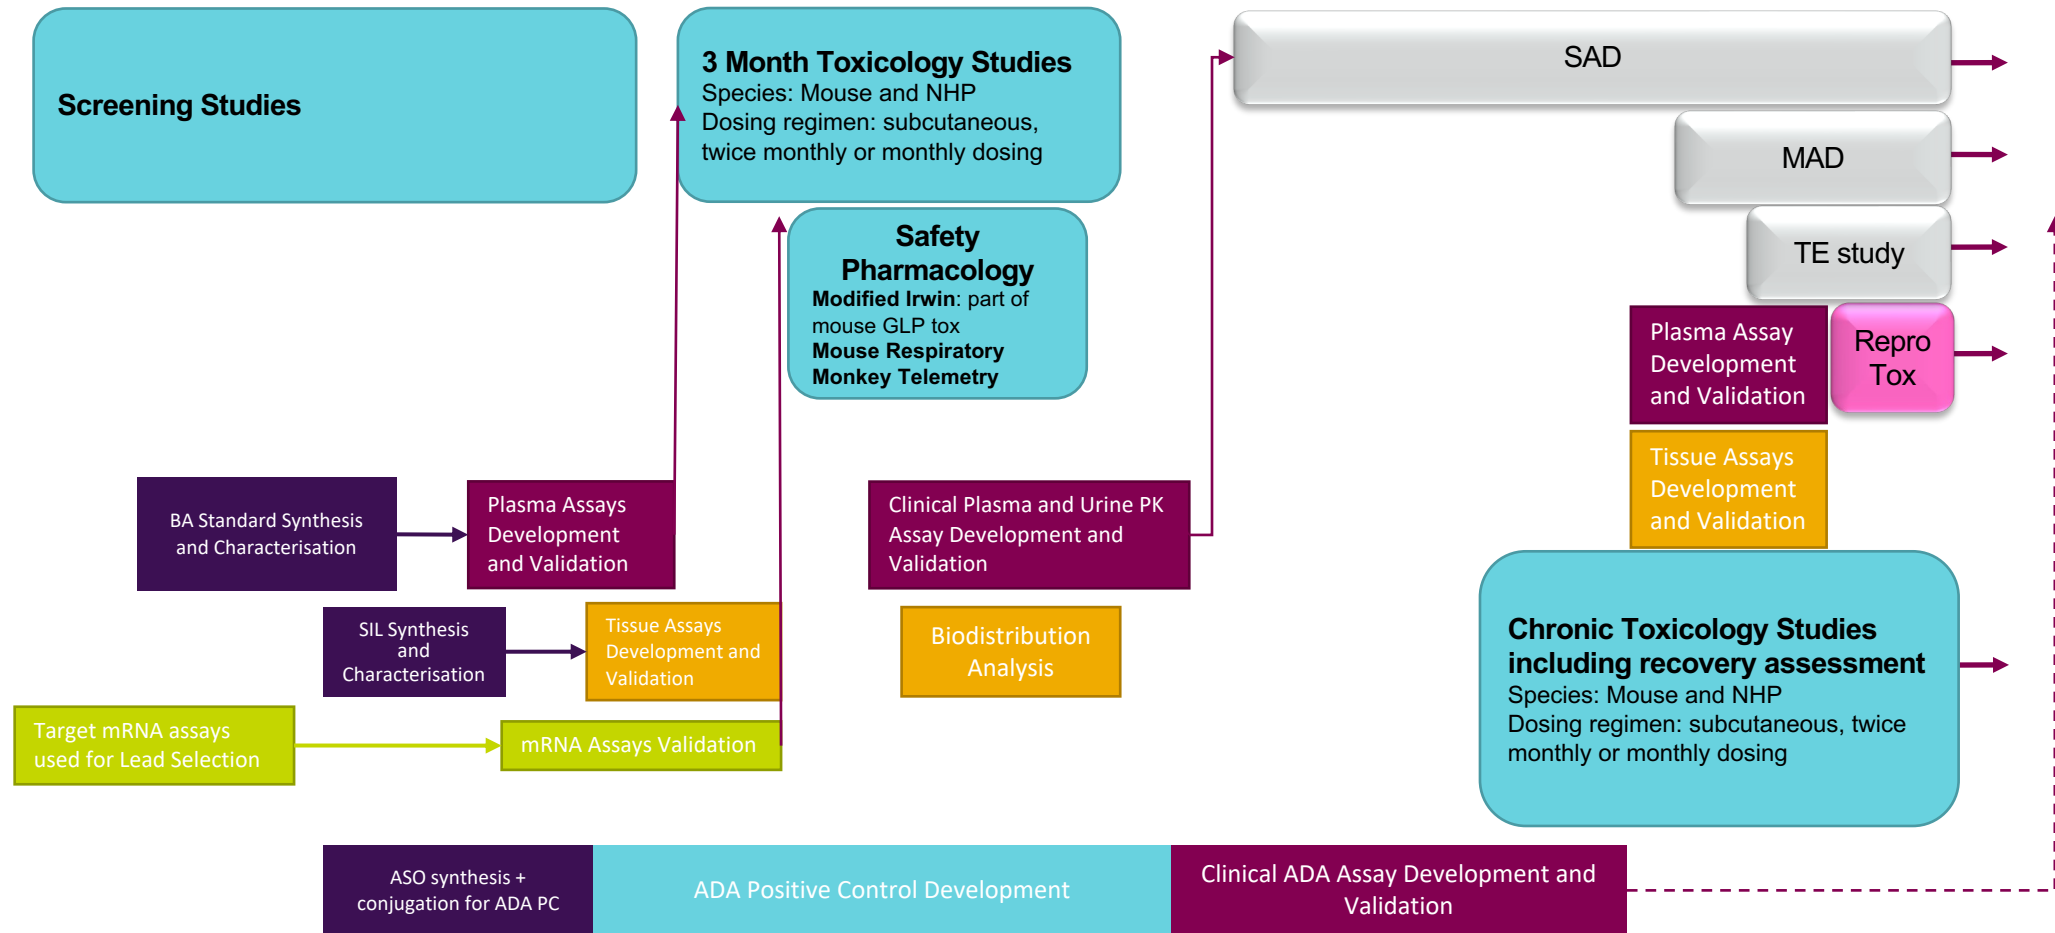 Screening Studies
3 Month Toxicology Studies
Species: Mouse and NHP
Dosing regimen: subcutaneous,
twice monthly or monthly dosing
SAD
MAD
TE study
Safety
Pharmacology
Modified Irwin: part of
mouse GLP tox
Mouse Respiratory
Monkey Telemetry
Plasma Assay
Development
and Validation
Repro
Tox
Tissue Assays
Development
and Validation
BA Standard Synthesis
and Characterisation
Plasma Assays
Development
and Validation
Clinical Plasma and Urine PK
Assay Development and
Validation
SIL Synthesis
and
Characterisation
Tissue Assays
Development and
Validation
Biodistribution
Analysis
Chronic Toxicology Studies
including recovery assessment
Species: Mouse and NHP
Dosing regimen: subcutaneous, twice
monthly or monthly dosing
Target mRNA assays
used for Lead Selection
mRNA Assays Validation
ASO synthesis +
conjugation for ADA PC
ADA Positive Control Development
Clinical ADA Assay Development and
Validation